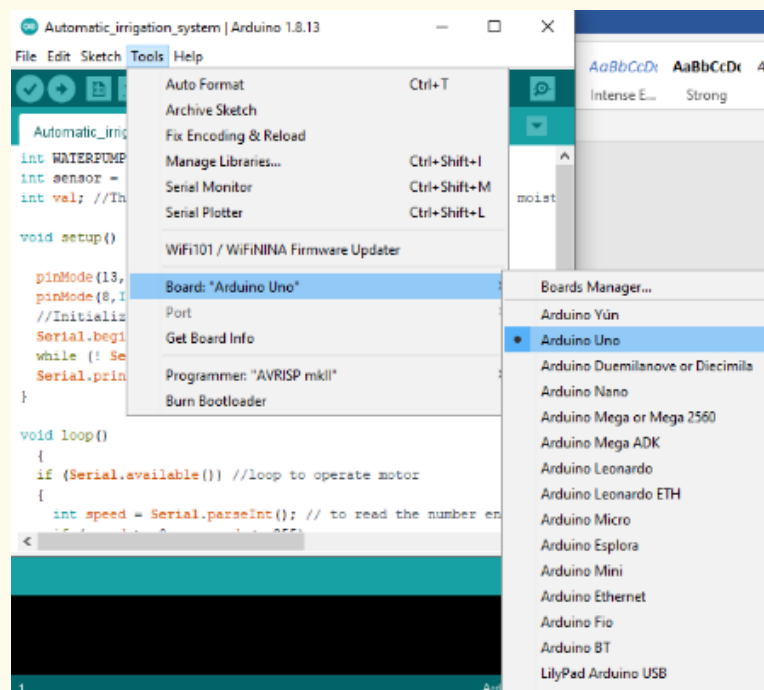 Automatic_irrigation_system | Arduino 1.8.13
File Edit Sketch Tools Help
Auto Format Ctrl+T
Archive Sketch
Fix Encoding & Reload
Manage Libraries... Ctrl+Shift+I
Serial Monitor Ctrl+Shift+M
Serial Plotter Ctrl+Shift+L
WiFi101 / WiFiNINA Firmware Updater
Board: "Arduino Uno"
Port
Get Board Info
Programmer: "AVRISP mkII"
Burn Bootloader
Boards Manager...
Arduino Yún
Arduino Uno
Arduino Duemilanove or Diecimila
Arduino Nano
Arduino Mega or Mega 2560
Arduino Mega ADK
Arduino Leonardo
Arduino Leonardo ETH
Arduino Micro
Arduino Esplora
Arduino Mini
Arduino Ethernet
Arduino Fio
Arduino BT
LilyPad Arduino USB
Automatic_irrig
int WATERPUMP
int sensor =
int val; //Th moist
void setup()
pinMode(13,
pinMode(8,I
//Initializ
Serial.begi
while (! Se
Serial.prin
}
void loop()
{
if (Serial.available()) //loop to operate motor
{
int speed = Serial.parseInt(); // to read the number en
1
AaBbCcDc AaBbCcDc
Intense E... Strong